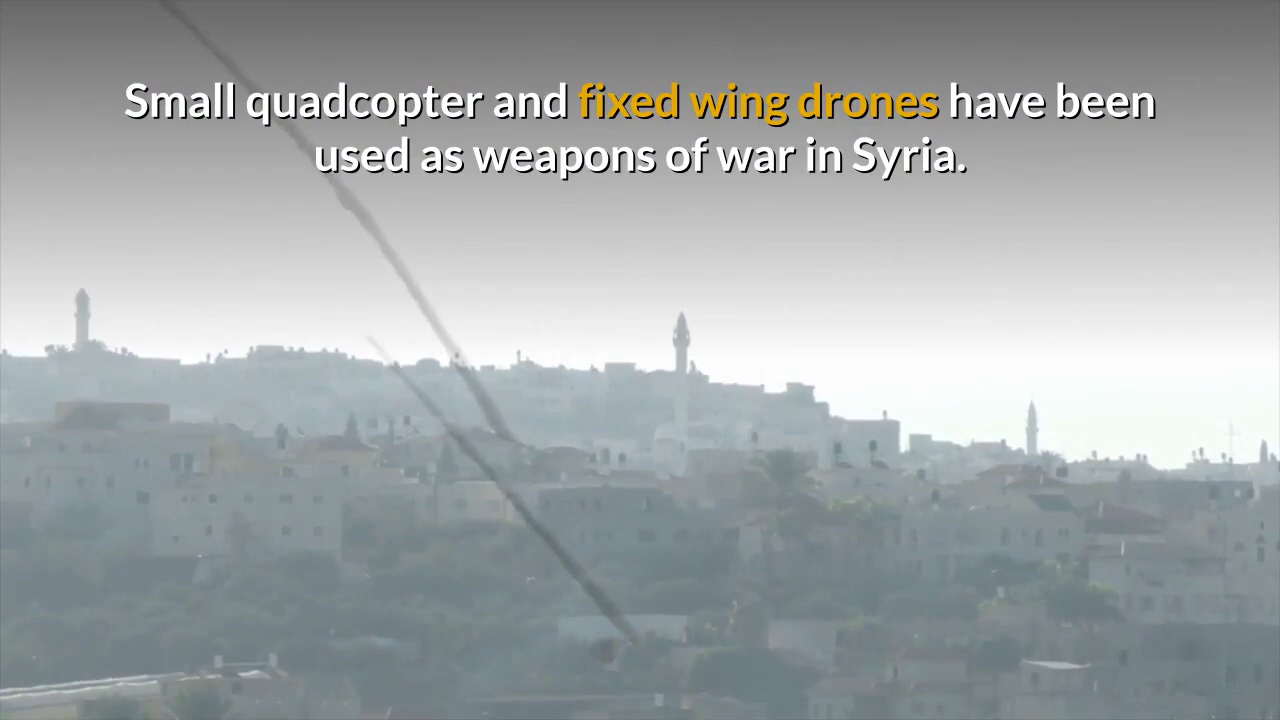 Small quadcopter and fixed wing drones have been
used as weapons of war in Syria.